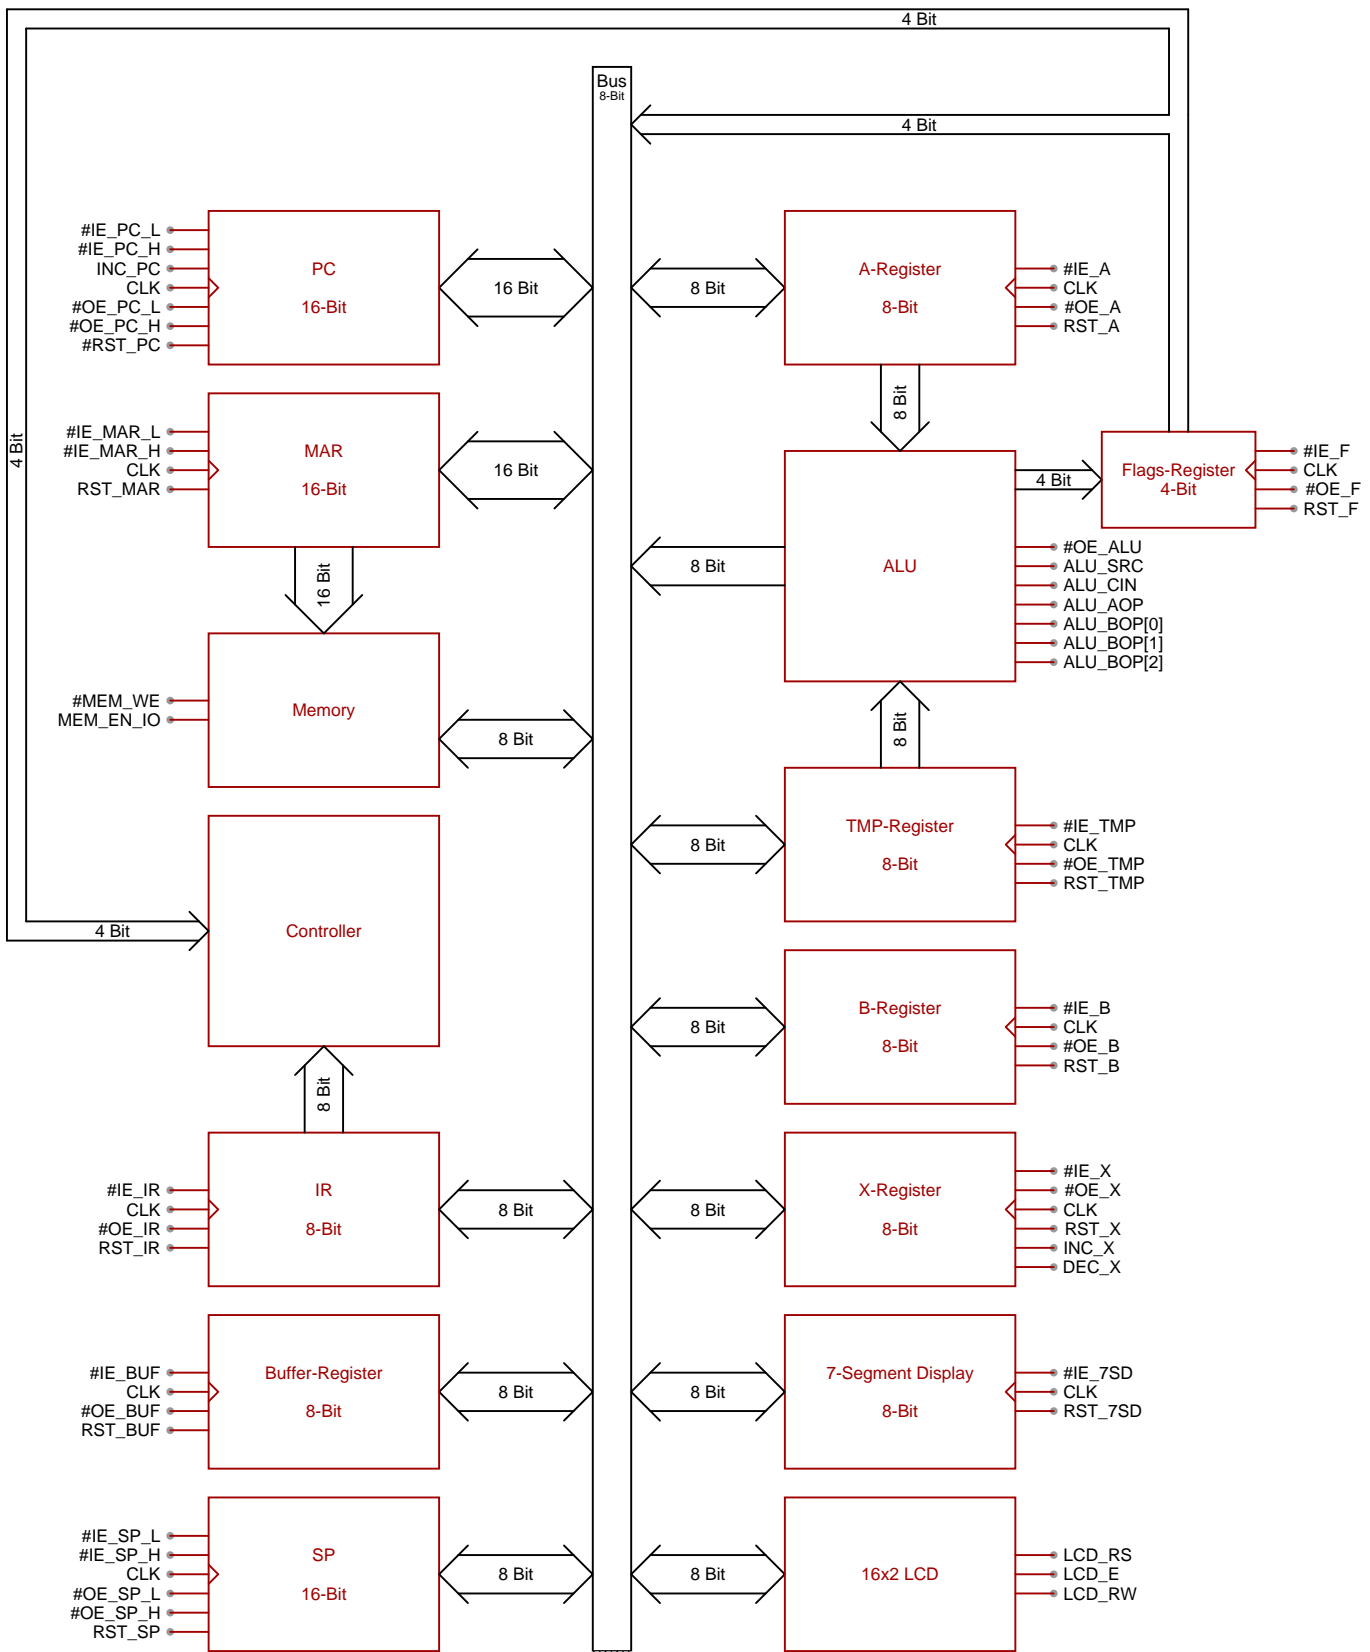 4 Bit
Bus
8-Bit
4 Bit
4 Bit
#IE_PC_L
#IE_PC_H
INC_PC
CLK
#OE_PC_L
#OE_PC_H
#RST_PC
PC
16-Bit
16 Bit
8 Bit
A-Register
8-Bit
#IE_A
CLK
#OE_A
RST_A
8 Bit
#IE_MAR_L
#IE_MAR_H
CLK
RST_MAR
MAR
16-Bit
16 Bit
16 Bit
4 Bit
Flags-Register
4-Bit
#IE_F
CLK
#OE_F
RST_F
8 Bit
ALU
#OE_ALU
ALU_SRC
ALU_CIN
ALU_AOP
ALU_BOP[0]
ALU_BOP[1]
ALU_BOP[2]
#MEM_WE
MEM_EN_IO
Memory
8 Bit
8 Bit
8 Bit
TMP-Register
8-Bit
#IE_TMP
CLK
#OE_TMP
RST_TMP
4 Bit
Controller
8 Bit
8 Bit
B-Register
8-Bit
#IE_B
CLK
#OE_B
RST_B
#IE_IR
CLK
#OE_IR
RST_IR
IR
8-Bit
8 Bit
8 Bit
X-Register
8-Bit
#IE_X
#OE_X
CLK
RST_X
INC_X
DEC_X
#IE_BUF
CLK
#OE_BUF
RST_BUF
Buffer-Register
8-Bit
8 Bit
8 Bit
7-Segment Display
8-Bit
#IE_7SD
CLK
RST_7SD
#IE_SP_L
#IE_SP_H
CLK
#OE_SP_L
#OE_SP_H
RST_SP
SP
16-Bit
8 Bit
8 Bit
16x2 LCD
LCD_RS
LCD_E
LCD_RW